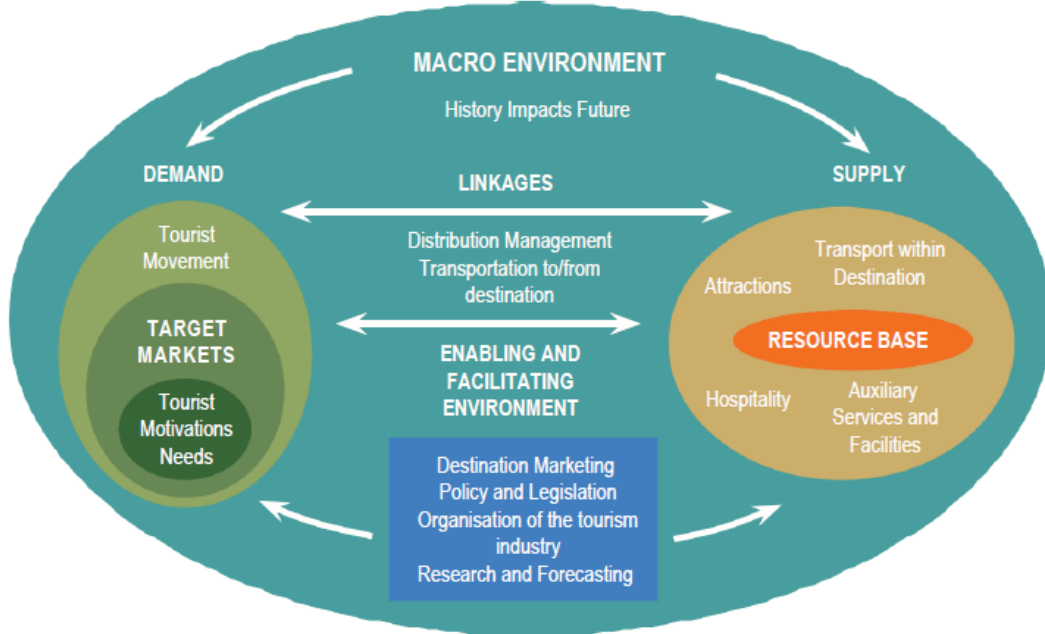 MACRO ENVIRONMENT
History Impacts Future
DEMAND
LINKAGES
SUPPLY
Tourist
Movement
TARGET
MARKETS
Tourist
Motivations
Needs
Distribution Management
Transportation to/from
destination
ENABLING AND
FACILITATING
ENVIRONMENT
Destination Marketing
Policy and Legislation
Organisation of the tourism
industry
Research and Forecasting
Transport within
Destination
Attractions
RESOURCE BASE
Hospitality
Auxiliary
Services and
Facilities